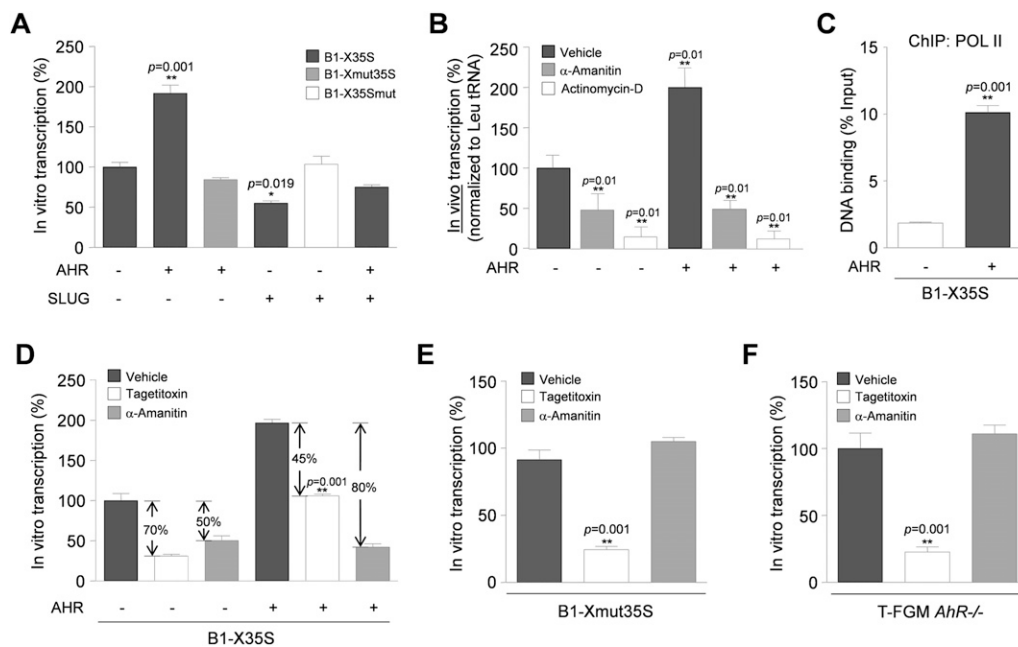 A
In vitro transcription (%)
250
200
150
100
50
0
p=0.001
**
p=0.019
*
B1-X35S
B1-Xmut35S
B1-X35Smut
AHR - + + - - +
SLUG - - - + + +
B
In vivo transcription (%)
(normalized to Leu tRNA)
250
200
150
100
50
0
Vehicle
α-Amanitin
Actinomycin-D
p=0.01
**
p=0.01
**
p=0.01
**
p=0.01
**
p=0.01
**
AHR - - - + + +
C
ChIP: POL II
DNA binding (% Input)
15
10
5
0
p=0.001
**
AHR - +
B1-X35S
D
Vehicle
Tagetitoxin
α-Amanitin
In vitro transcription (%)
250
200
150
100
50
0
70%
50%
45%
p=0.001
**
80%
AHR - - - + + +
B1-X35S
E
Vehicle
Tagetitoxin
α-Amanitin
In vitro transcription (%)
150
100
50
0
p=0.001
**
B1-Xmut35S
F
Vehicle
Tagetitoxin
α-Amanitin
In vitro transcription (%)
150
100
50
0
p=0.001
**
T-FGM AhR-/-